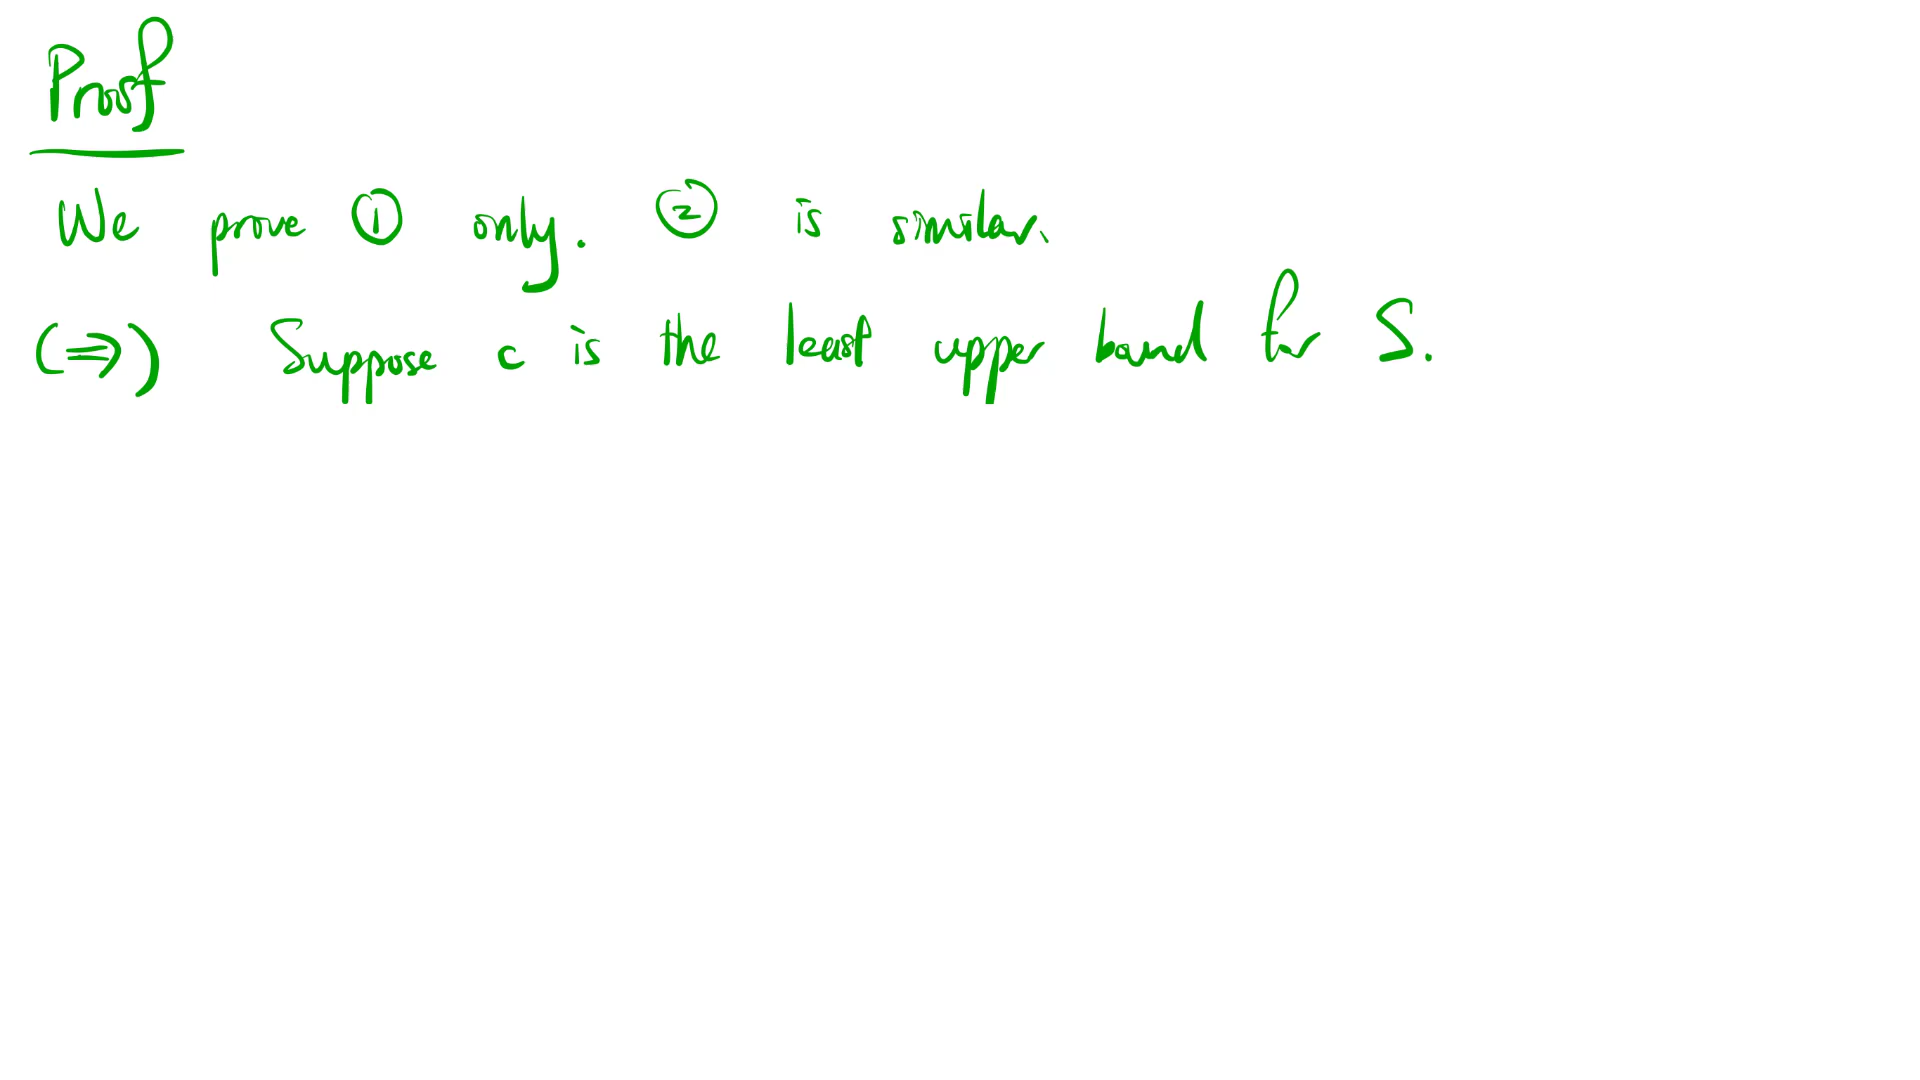 Proof
We prove ① only. ② is similar.
(⇒) Suppose c is the least upper bound for S.